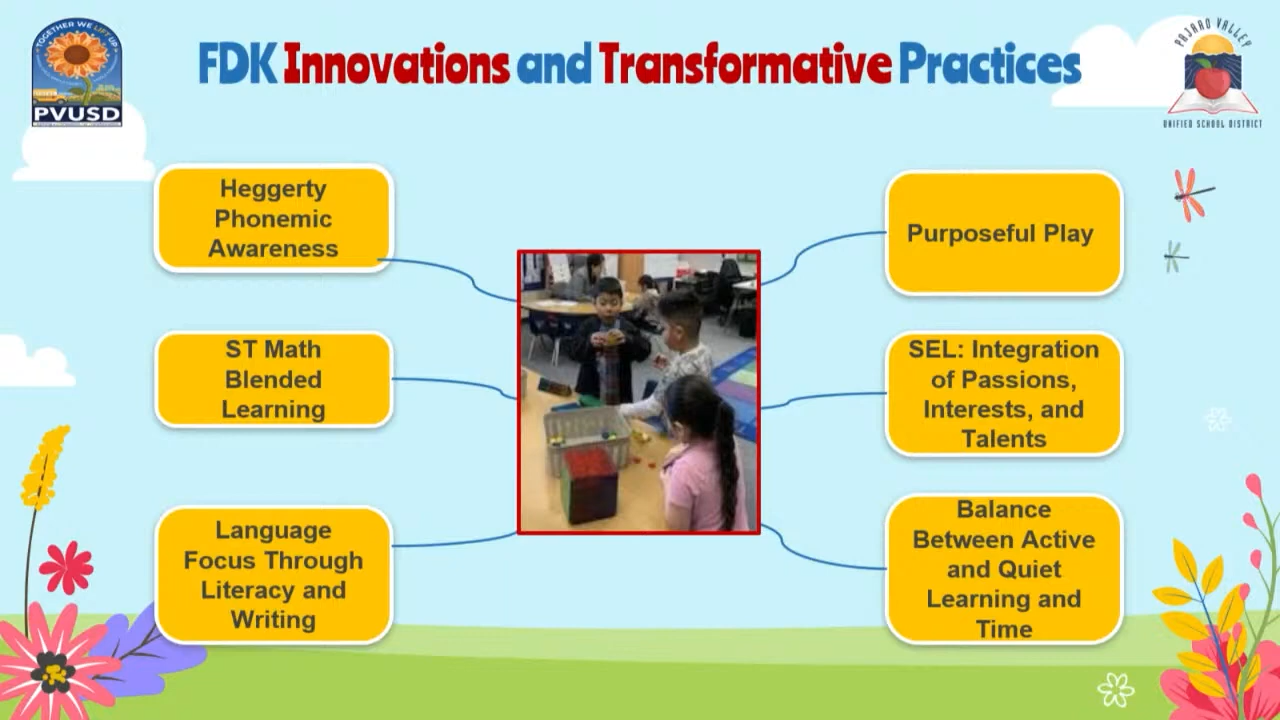 TOGETHER WE LIFT UP
PVUSD
FDK Innovations and Transformative Practices
PAJARO VALLEY
UNIFIED SCHOOL DISTRICT
Heggerty
Phonemic
Awareness
ST Math
Blended
Learning
Language
Focus Through
Literacy and
Writing
Purposeful Play
SEL: Integration
of Passions,
Interests, and
Talents
Balance
Between Active
and Quiet
Learning and
Time